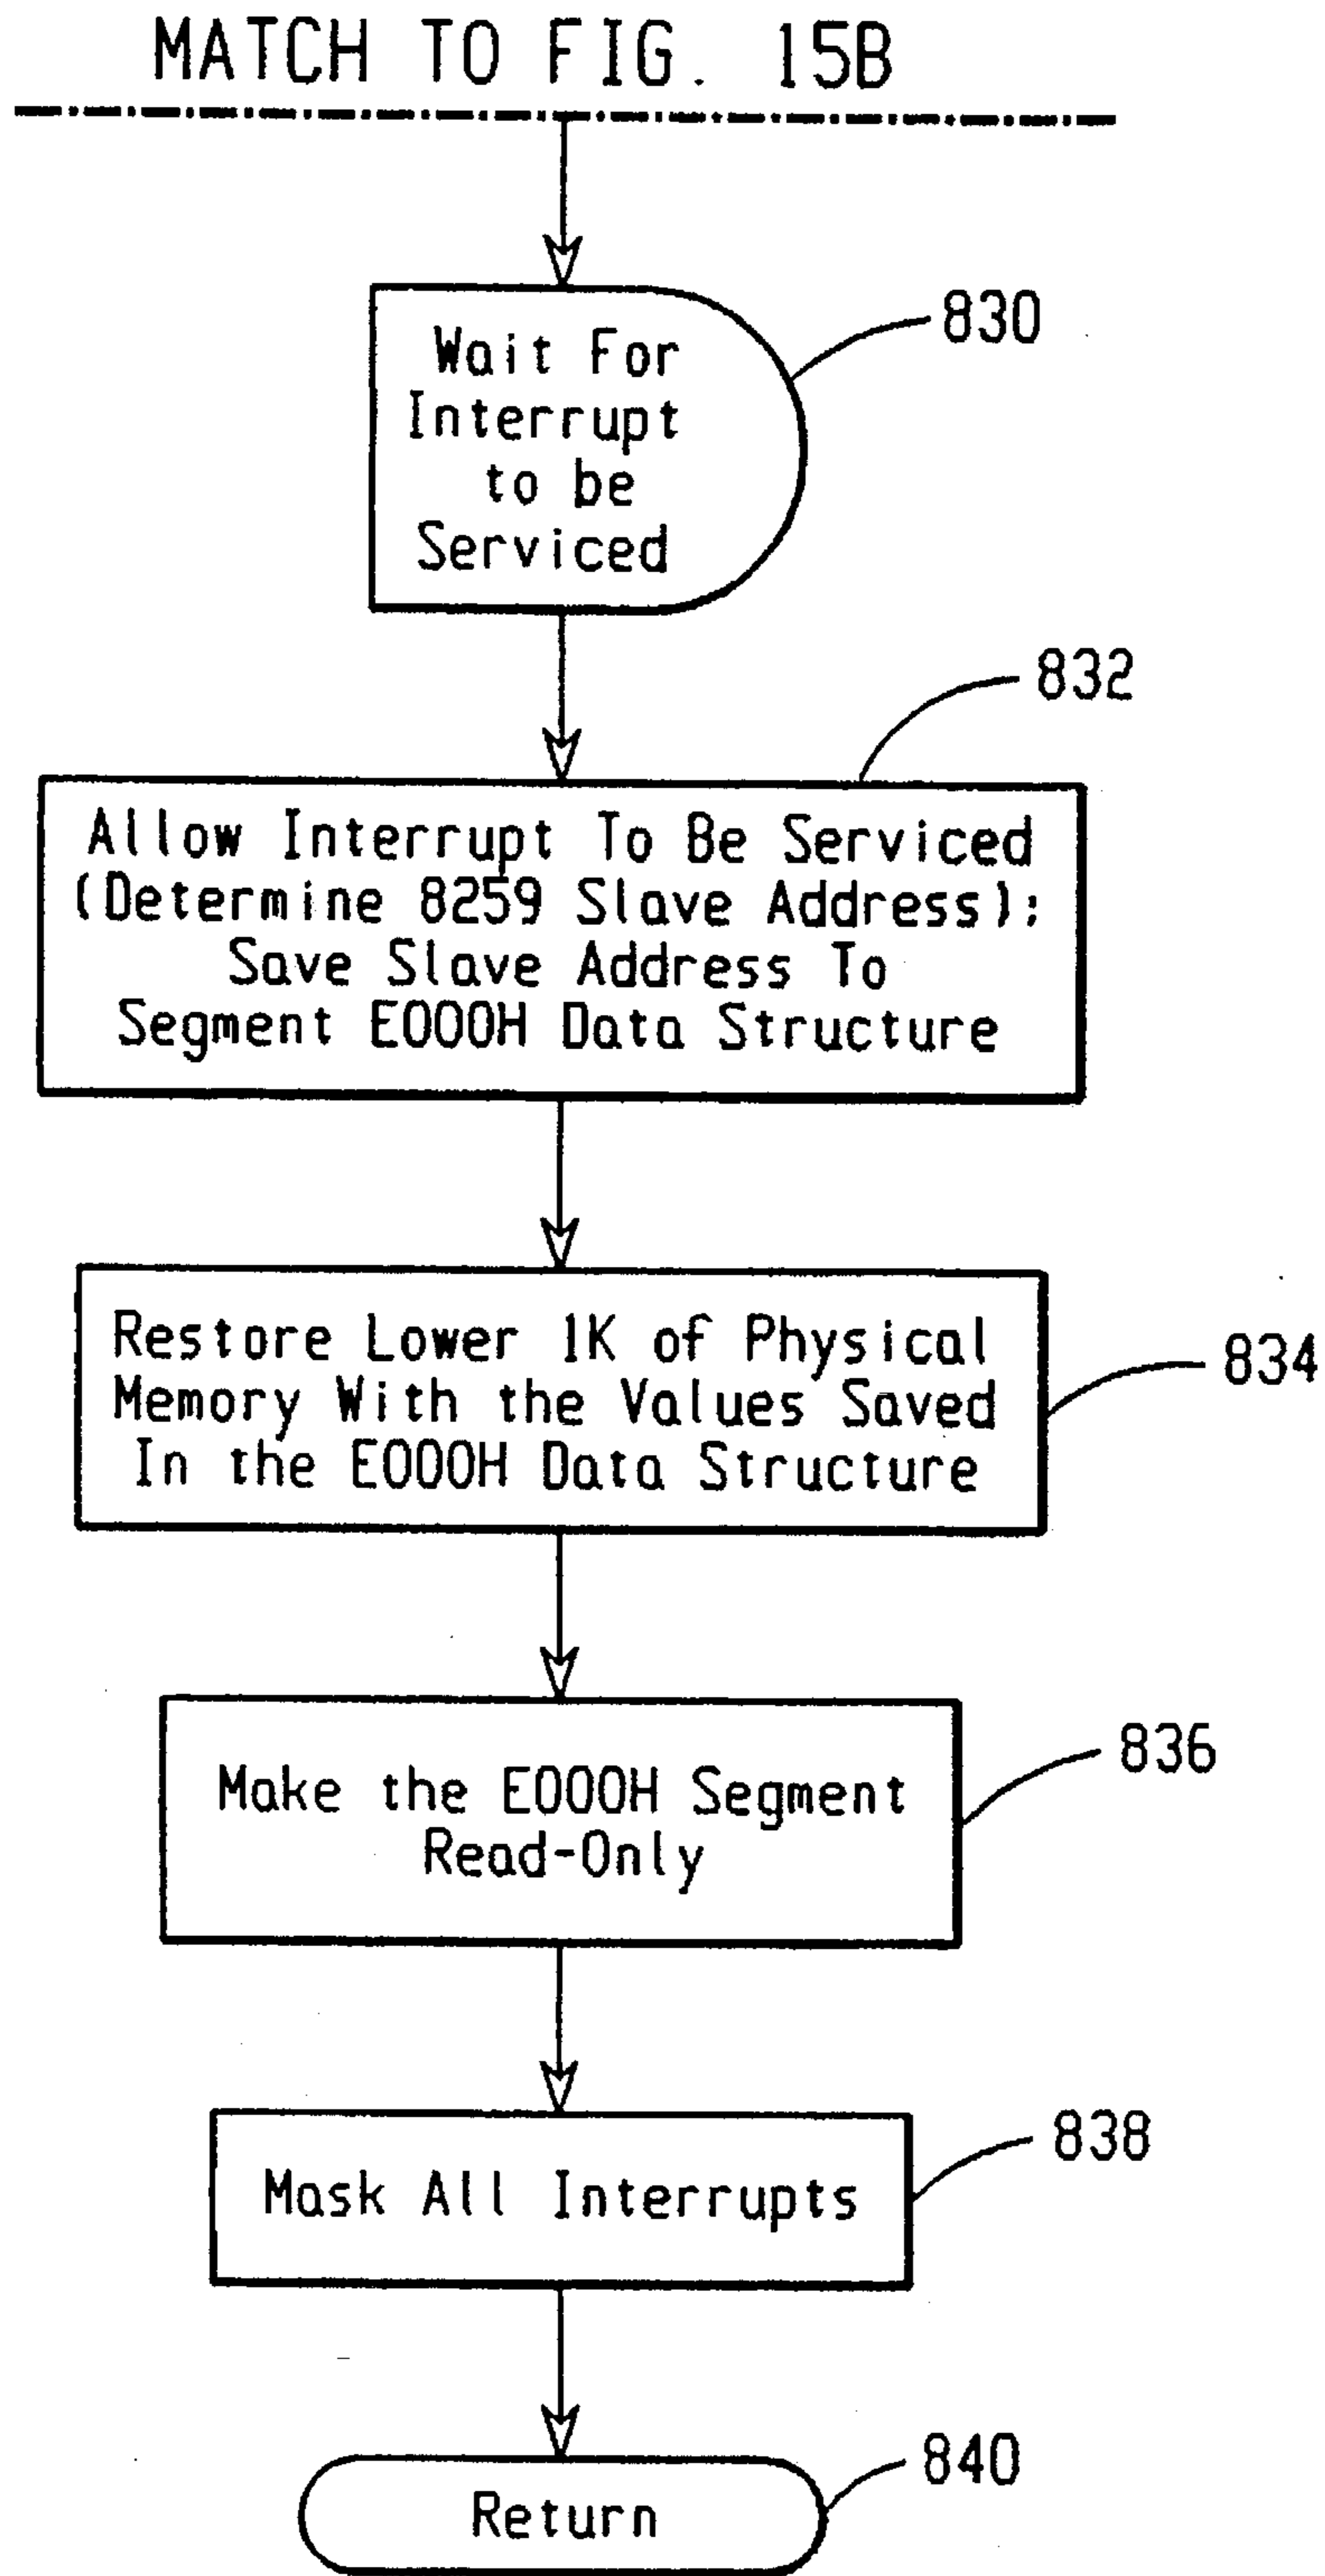 MATCH TO FIG. 15B
Wait For
Interrupt
to be
Serviced
830
832
Allow Interrupt To Be Serviced
(Determine 8259 Slave Address);
Save Slave Address To
Segment E000H Data Structure
Restore Lower 1K of Physical
Memory With the Values Saved
In the E000H Data Structure
834
Make the E000H Segment
Read-Only
836
Mask All Interrupts
838
Return
840